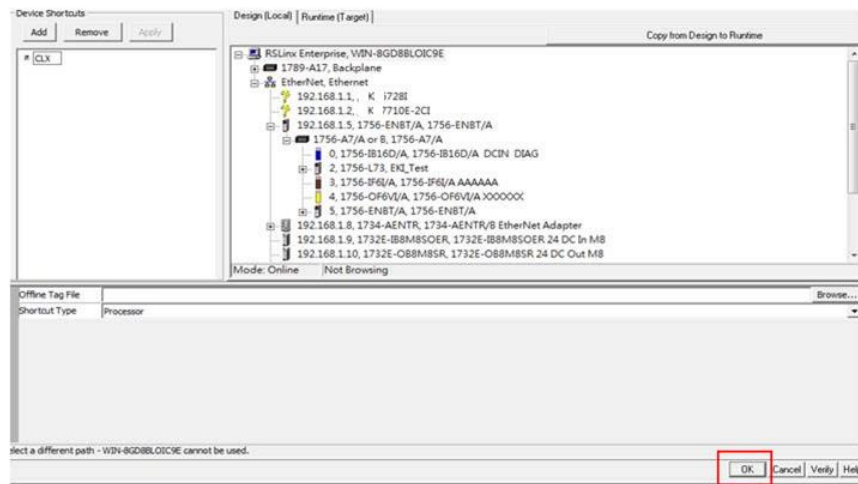 Device Shortcuts
Add Remove Apply
CLX
Design (Local) Runtime (Target)
Copy from Design to Runtime
RSLinx Enterprise, WIN-8GD8BLOIC9E
1789-A17, Backplane
EtherNet, Ethernet
192.168.1.1, , K i728I
192.168.1.2, K 7710E-2CI
192.168.1.5, 1756-ENBT/A, 1756-ENBT/A
1756-A7/A or B, 1756-A7/A
0, 1756-IB16D/A, 1756-IB16D/A DCIN DIAG
2, 1756-L73, EKI_Test
3, 1756-IF6I/A, 1756-IF6I/A AAAAAA
4, 1756-OF6VI/A, 1756-OF6VI/A XXXXXX
5, 1756-ENBT/A, 1756-ENBT/A
192.168.1.8, 1734-AENTR, 1734-AENTR/B EtherNet Adapter
192.168.1.9, 1732E-IB8M8SOER, 1732E-IB8M8SOER 24 DC In M8
192.168.1.10, 1732E-OB8M8SR, 1732E-OB8M8SR 24 DC Out M8
Mode: Online Not Browsing
Offline Tag File Browse...
Shortcut Type Processor
elect a different path - WIN-8GD8BLOIC9E cannot be used.
OK Cancel Verify Hel